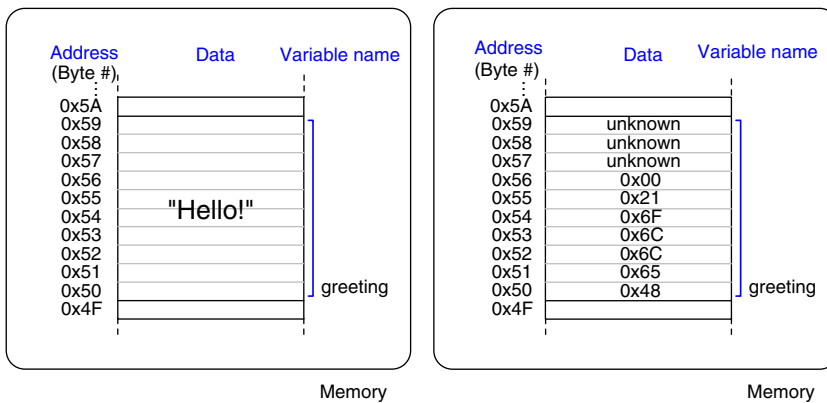 Address Data Variable name
(Byte #)
0x5A
0x59
0x58
0x57
0x56
0x55
0x54 "Hello!"
0x53
0x52
0x51
0x50 greeting
0x4F
Memory
Address Data Variable name
(Byte #)
0x5A
0x59 unknown
0x58 unknown
0x57 unknown
0x56 0x00
0x55 0x21
0x54 0x6F
0x53 0x6C
0x52 0x6C
0x51 0x65
0x50 0x48 greeting
0x4F
Memory